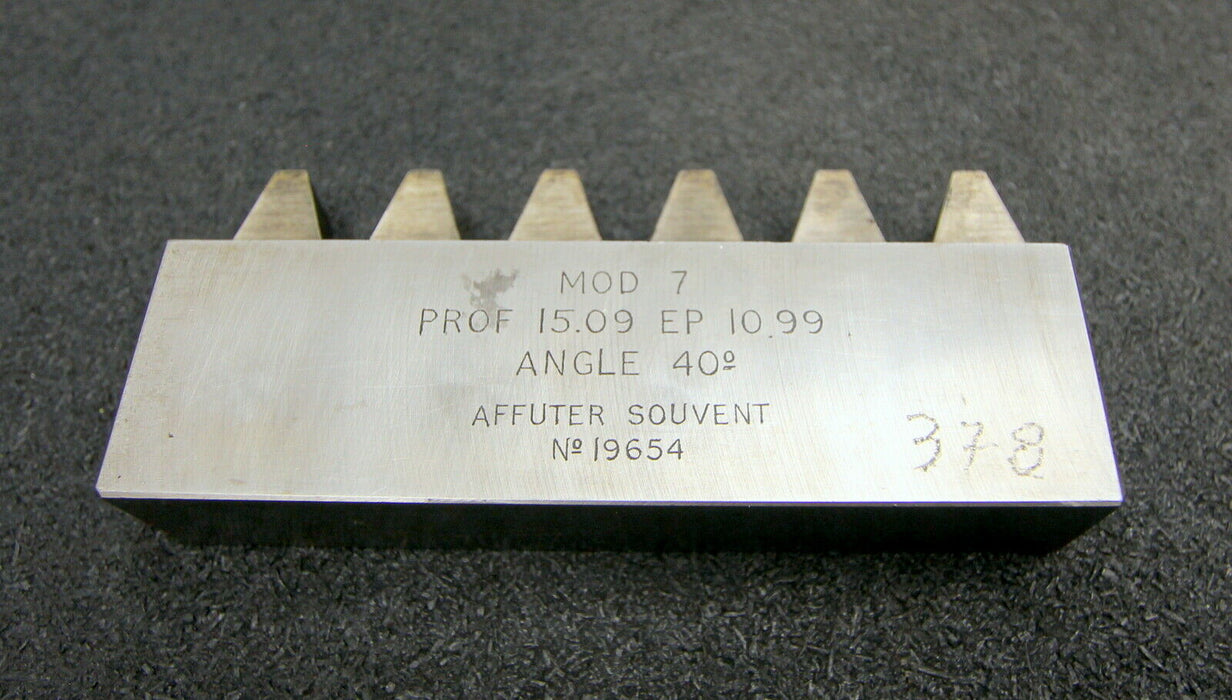 MOD 7
PROF 15.09 EP 10.99
ANGLE 40º
AFFUTER SOUVENT
Nº 19654
378